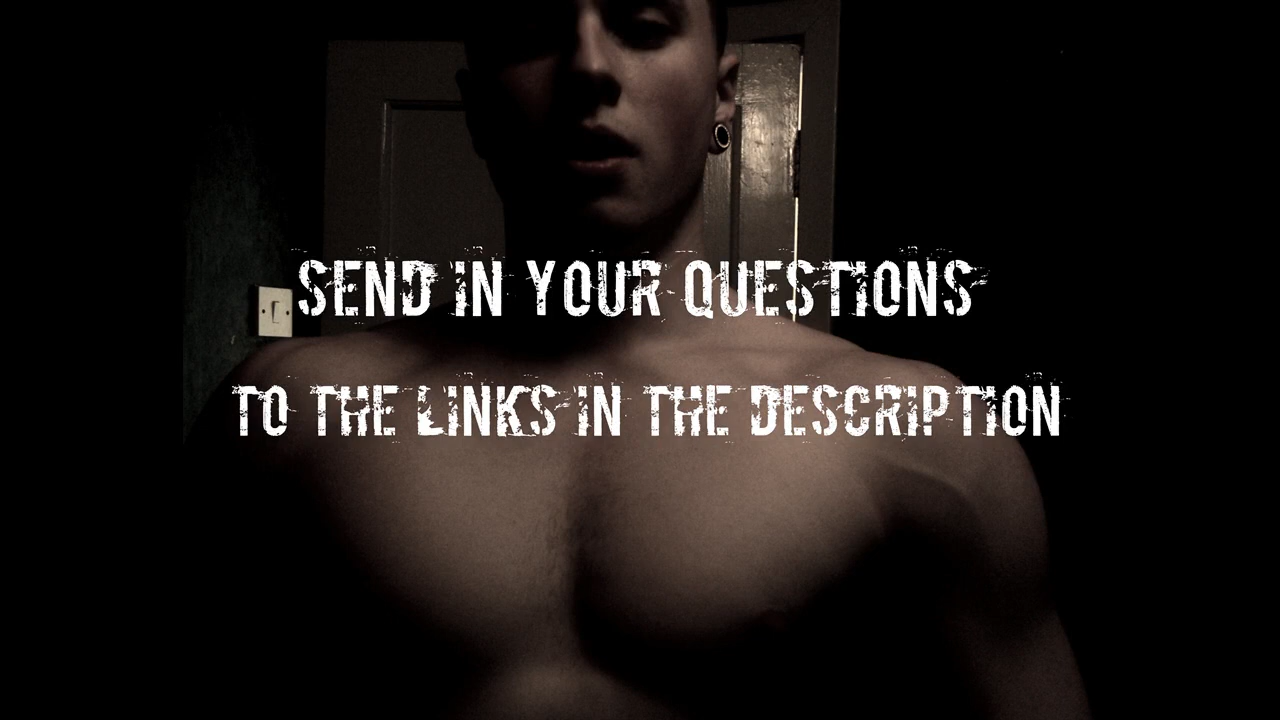 SEND IN YOUR QUESTIONS
TO THE LINKS IN THE DESCRIPTION